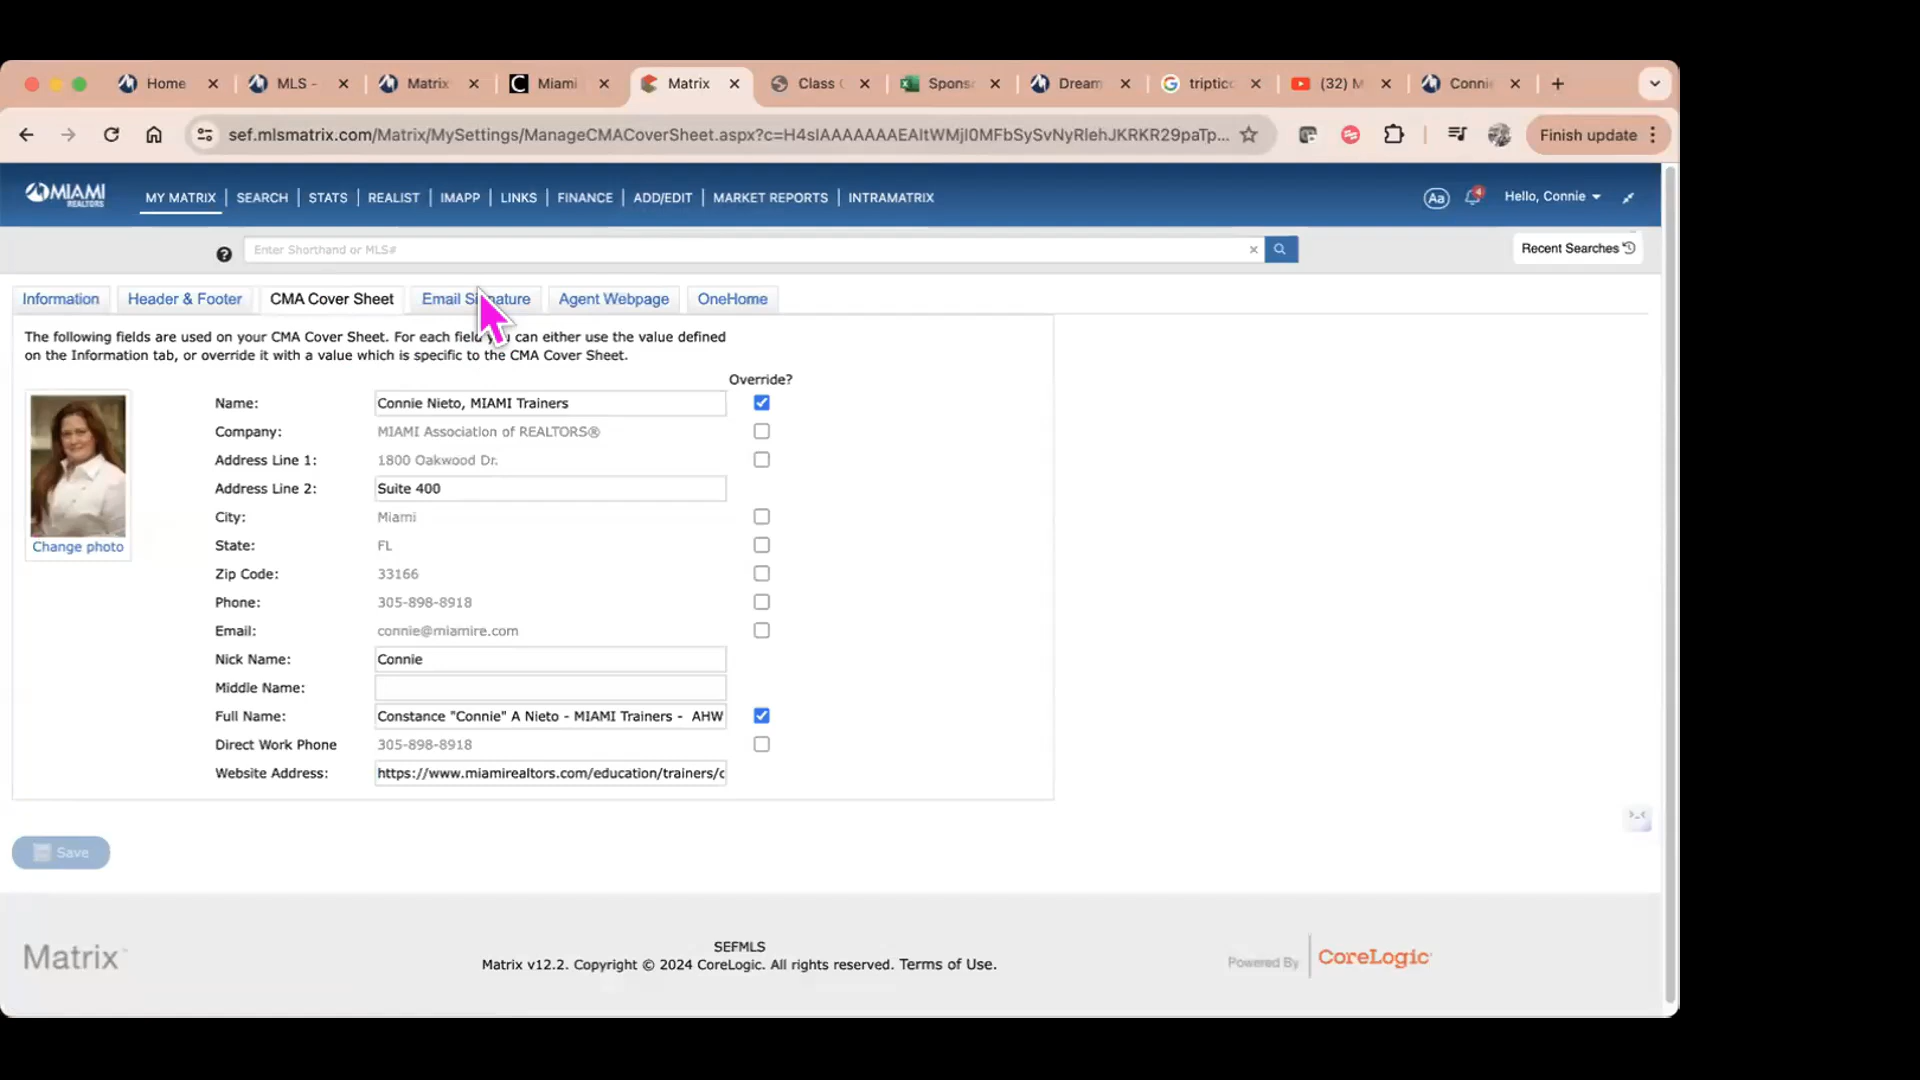 Home
MLS -
Matrix
Miami
Matrix
Class
Spons
Dream
triptic
(32) M
Conni
sef.mlsmatrix.com/Matrix/MySettings/ManageCMACoverSheet.aspx?c=H4sIAAAAAAAEAItWMjI0MFbSySvNyRlehJKRKR29paTp...
Finish update
MIAMI
REALTORS
MY MATRIX
SEARCH
STATS
REALIST
IMAPP
LINKS
FINANCE
ADD/EDIT
MARKET REPORTS
INTRAMATRIX
Aa
4
Hello, Connie
Enter Shorthand or MLS#
Recent Searches
Information
Header & Footer
CMA Cover Sheet
Email Signature
Agent Webpage
OneHome
The following fields are used on your CMA Cover Sheet. For each field you can either use the value defined
on the Information tab, or override it with a value which is specific to the CMA Cover Sheet.
Override?
Name: Connie Nieto, MIAMI Trainers
Company: MIAMI Association of REALTORS®
Address Line 1: 1800 Oakwood Dr.
Address Line 2: Suite 400
City: Miami
State: FL
Zip Code: 33166
Phone: 305-898-8918
Email: connie@miamire.com
Nick Name: Connie
Middle Name:
Full Name: Constance "Connie" A Nieto - MIAMI Trainers - AHW
Direct Work Phone 305-898-8918
Website Address: https://www.miamirealtors.com/education/trainers/c
Change photo
Save
Matrix™
SEFMLS
Matrix v12.2. Copyright © 2024 CoreLogic. All rights reserved. Terms of Use.
Powered By
CoreLogic